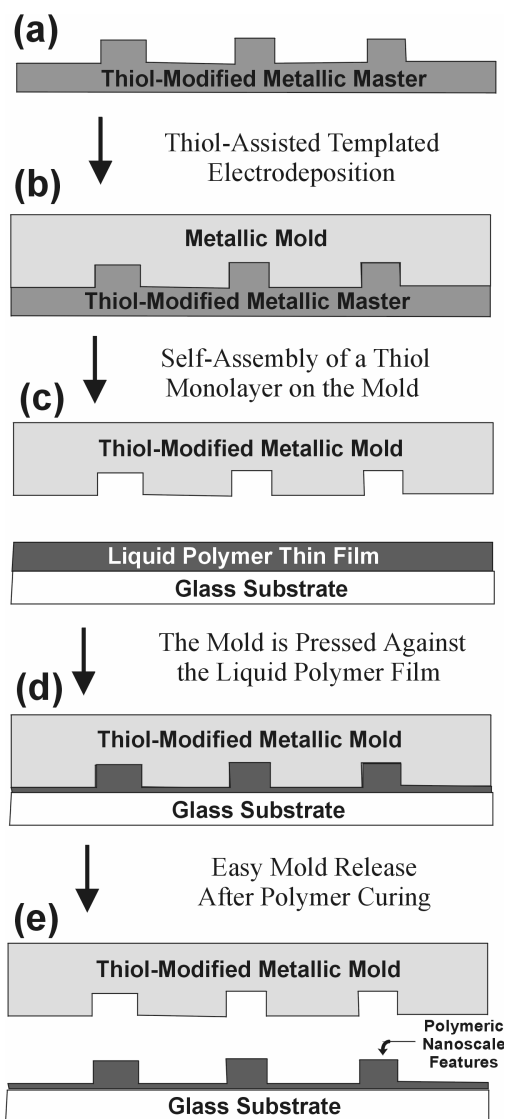 (a)
Thiol-Modified Metallic Master
Thiol-Assisted Templated
Electrodeposition
(b)
Metallic Mold
Thiol-Modified Metallic Master
Self-Assembly of a Thiol
Monolayer on the Mold
(c)
Thiol-Modified Metallic Mold
Liquid Polymer Thin Film
Glass Substrate
The Mold is Pressed Against
the Liquid Polymer Film
(d)
Thiol-Modified Metallic Mold
Glass Substrate
Easy Mold Release
After Polymer Curing
(e)
Thiol-Modified Metallic Mold
Polymeric
Nanoscale
Features
Glass Substrate